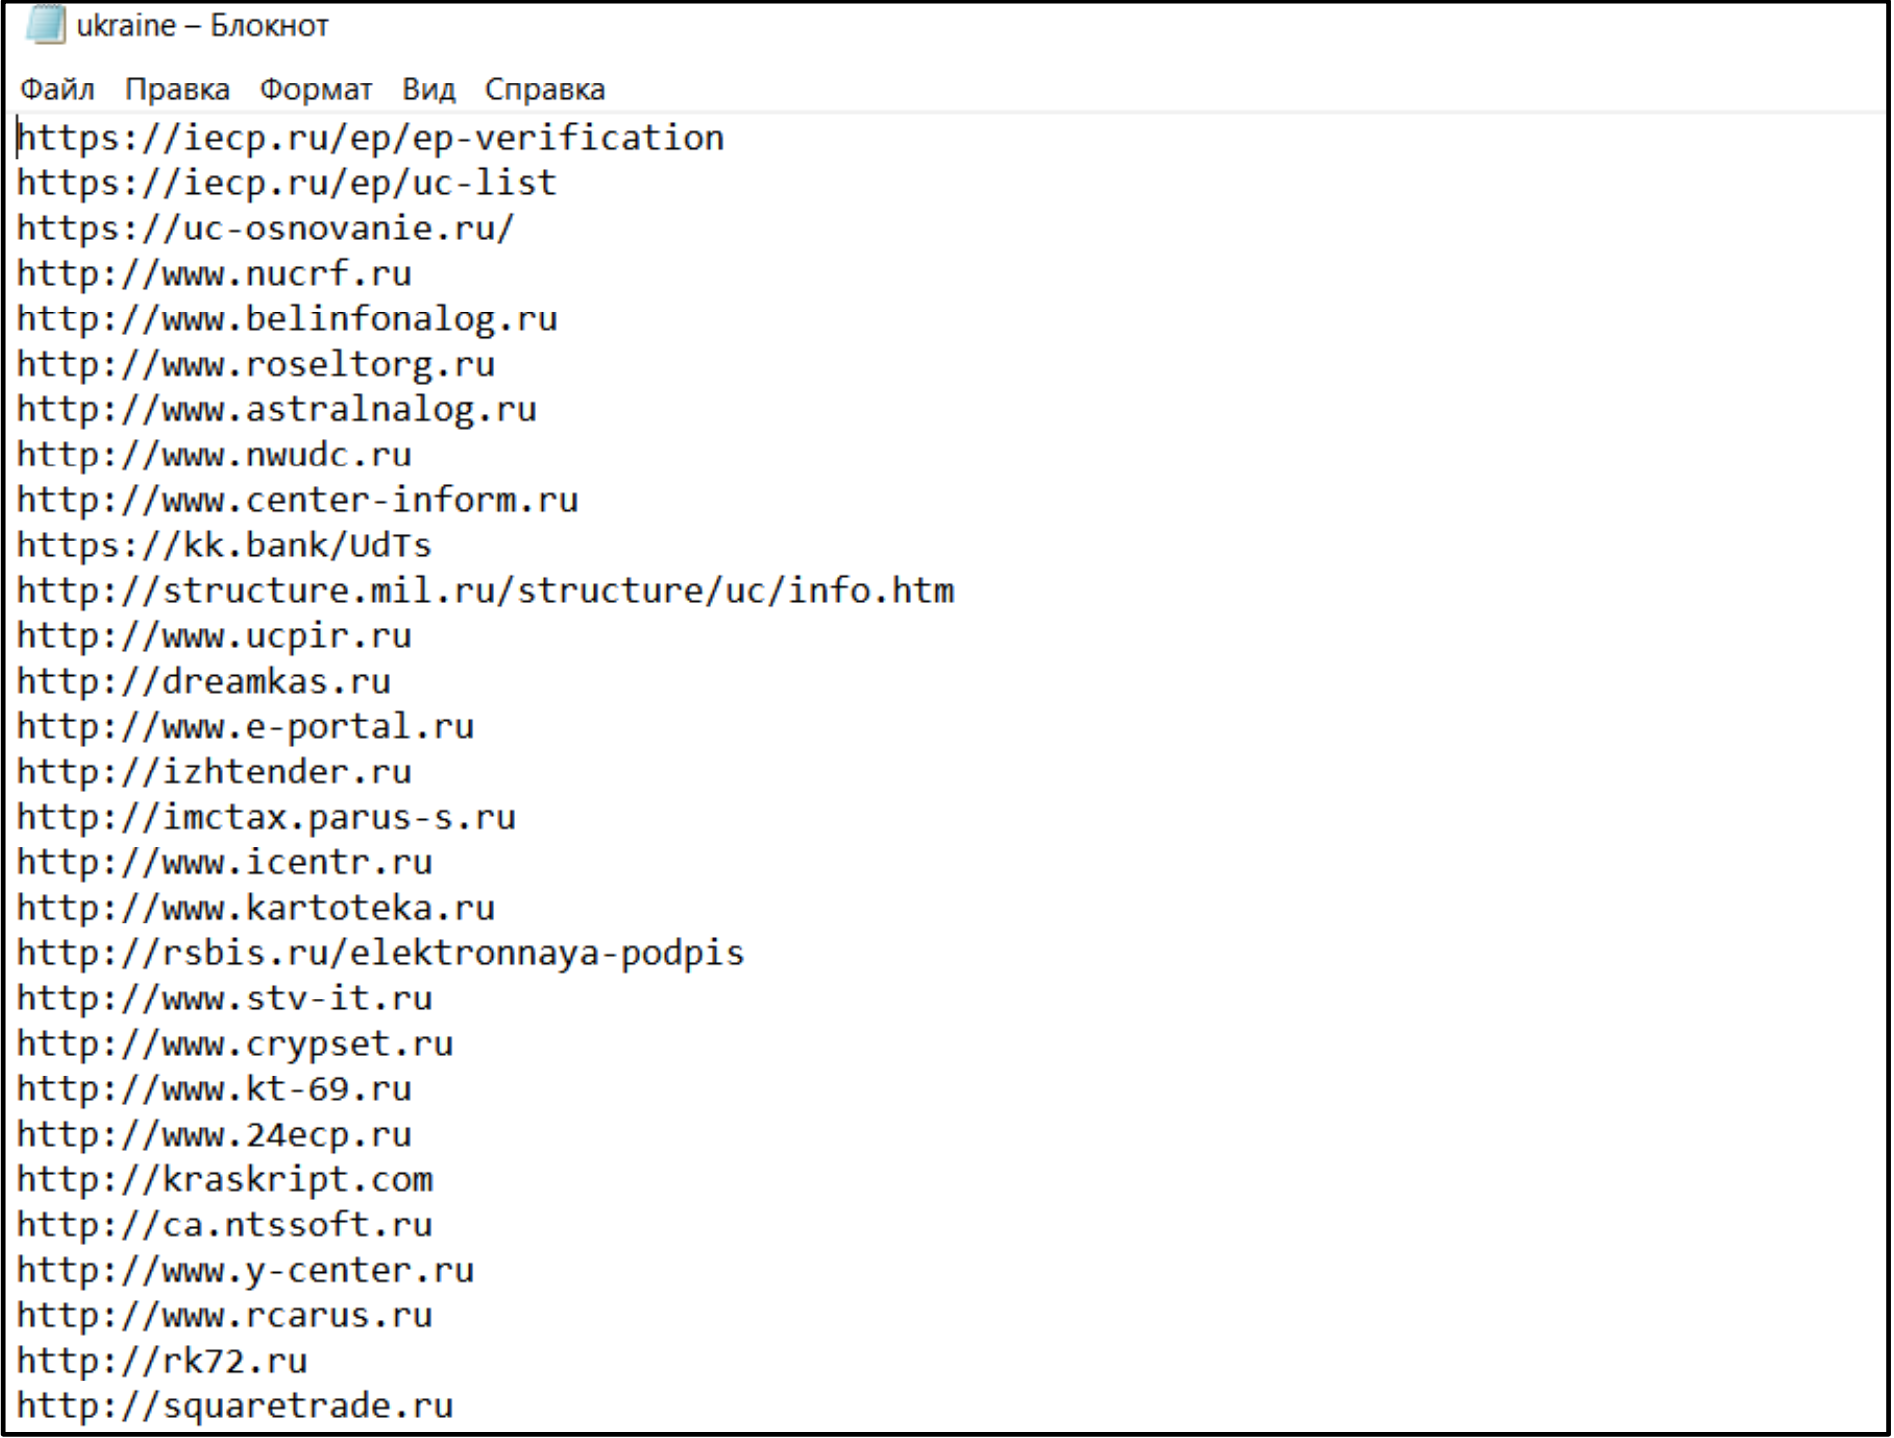 ukraine – Блокнот
Файл Правка Формат Вид Справка
https://iecp.ru/ep/ep-verification
https://iecp.ru/ep/uc-list
https://uc-osnovanie.ru/
http://www.nucrf.ru
http://www.belinfonalog.ru
http://www.roseltorg.ru
http://www.astralnalog.ru
http://www.nwudc.ru
http://www.center-inform.ru
https://kk.bank/UdTs
http://structure.mil.ru/structure/uc/info.htm
http://www.ucpir.ru
http://dreamkas.ru
http://www.e-portal.ru
http://izhtender.ru
http://imctax.parus-s.ru
http://www.icentr.ru
http://www.kartoteka.ru
http://rsbis.ru/elektronnaya-podpis
http://www.stv-it.ru
http://www.crypset.ru
http://www.kt-69.ru
http://www.24ecp.ru
http://kraskript.com
http://ca.ntssoft.ru
http://www.y-center.ru
http://www.rcarus.ru
http://rk72.ru
http://squaretrade.ru